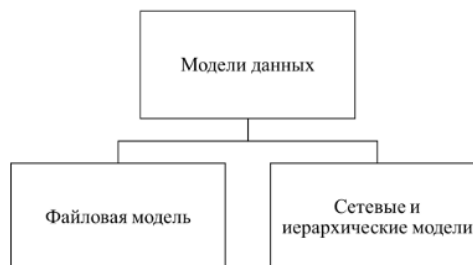 Модели данных
Файловая модель
Сетевые и
иерархические модели